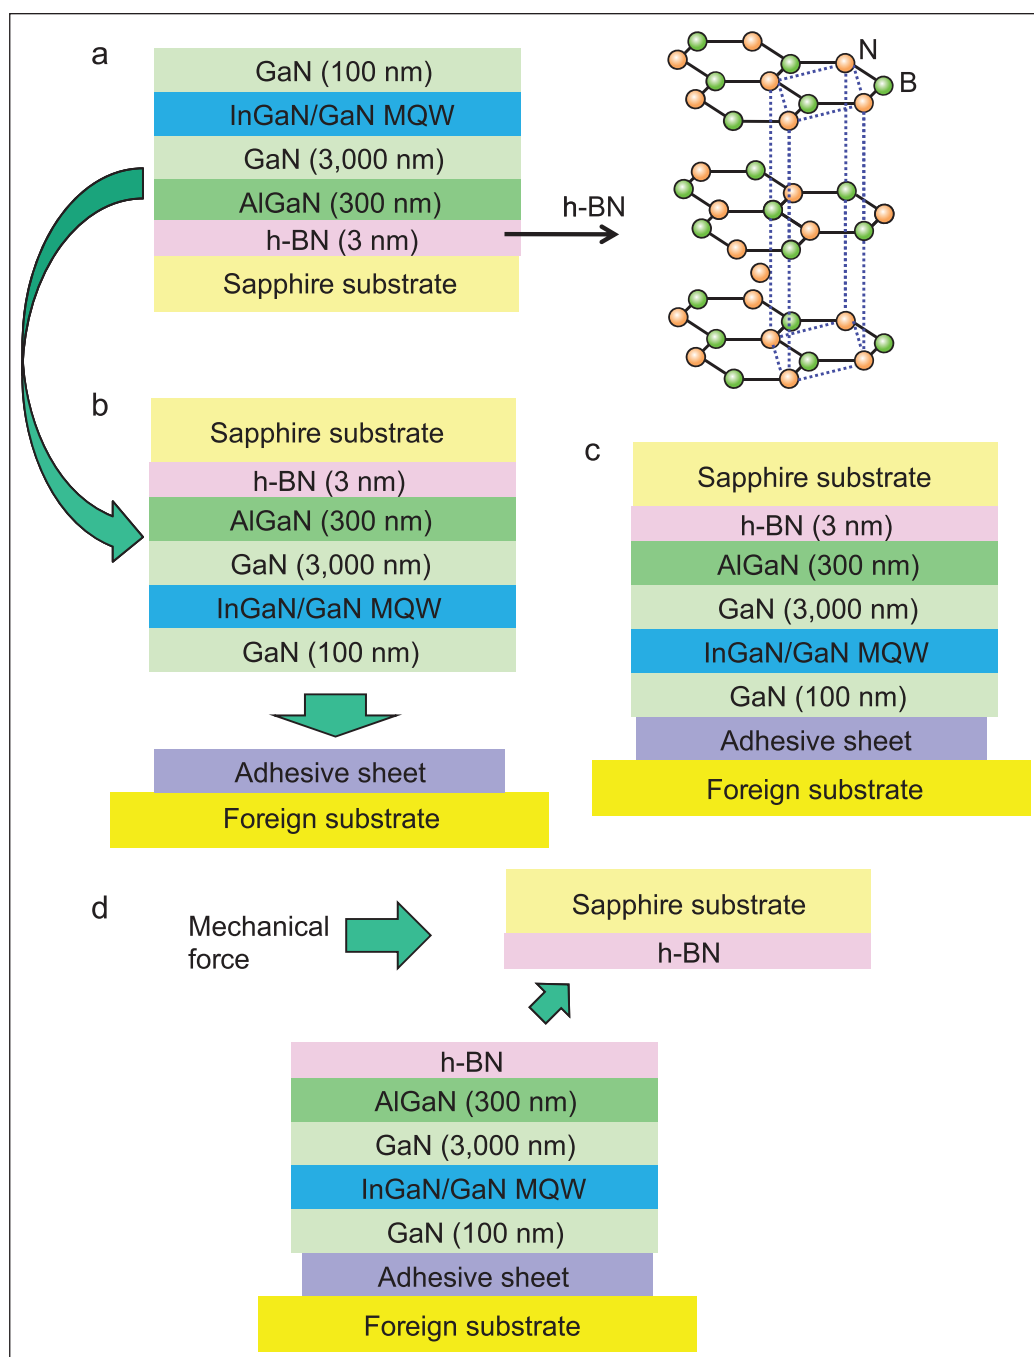 a
GaN (100 nm)
InGaN/GaN MQW
GaN (3,000 nm)
AlGaN (300 nm)
h-BN (3 nm)
Sapphire substrate
h-BN
N
B
b
Sapphire substrate
h-BN (3 nm)
AlGaN (300 nm)
GaN (3,000 nm)
InGaN/GaN MQW
GaN (100 nm)
Adhesive sheet
Foreign substrate
c
Sapphire substrate
h-BN (3 nm)
AlGaN (300 nm)
GaN (3,000 nm)
InGaN/GaN MQW
GaN (100 nm)
Adhesive sheet
Foreign substrate
d
Mechanical
force
Sapphire substrate
h-BN
h-BN
AlGaN (300 nm)
GaN (3,000 nm)
InGaN/GaN MQW
GaN (100 nm)
Adhesive sheet
Foreign substrate